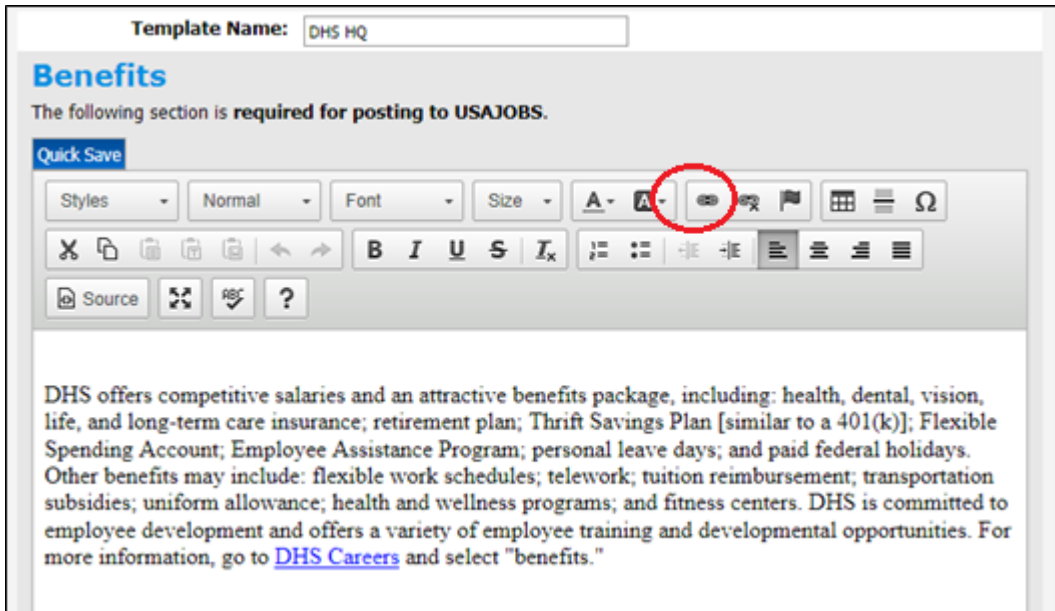 Template Name: DHS HQ
Benefits
The following section is required for posting to USAJOBS.
Quick Save
Styles Normal Font Size A A Ω
B I U S Ix
Source ABC ?
DHS offers competitive salaries and an attractive benefits package, including: health, dental, vision,
life, and long-term care insurance; retirement plan; Thrift Savings Plan [similar to a 401(k)]; Flexible
Spending Account; Employee Assistance Program; personal leave days; and paid federal holidays.
Other benefits may include: flexible work schedules; telework; tuition reimbursement; transportation
subsidies; uniform allowance; health and wellness programs; and fitness centers. DHS is committed to
employee development and offers a variety of employee training and developmental opportunities. For
more information, go to DHS Careers and select "benefits."